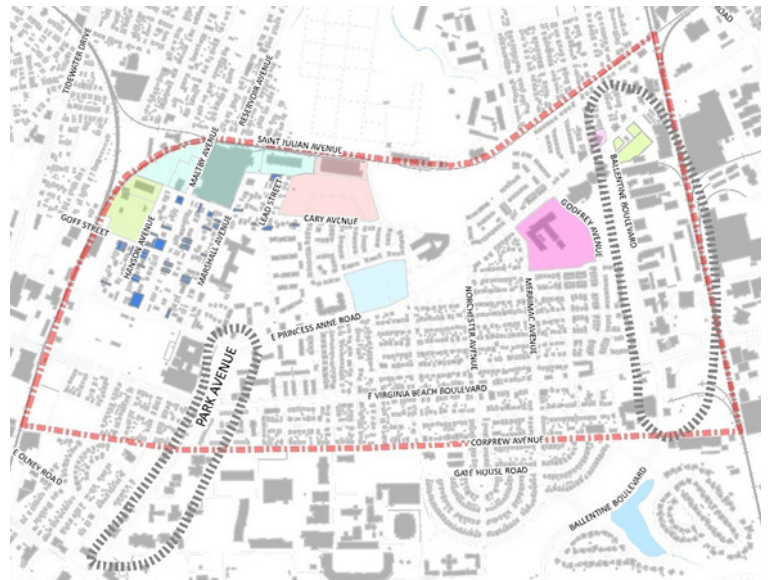 ROAD
TIDEWATER DRIVE
RESERVOIR AVENUE
MALTBY AVENUE
SAINT JULIAN AVENUE
LEAD STREET
CARY AVENUE
GOFF STREET
HANSON AVENUE
MARSHALL AVENUE
BALLENTINE BOULEVARD
GODFREY AVENUE
E PRINCESS ANNE ROAD
NORCHESTER AVENUE
MERRIMAC AVENUE
PARK AVENUE
E VIRGINIA BEACH BOULEVARD
CORPREW AVENUE
E OLNEY ROAD
GATE HOUSE ROAD
BALLENTINE BOULEVARD